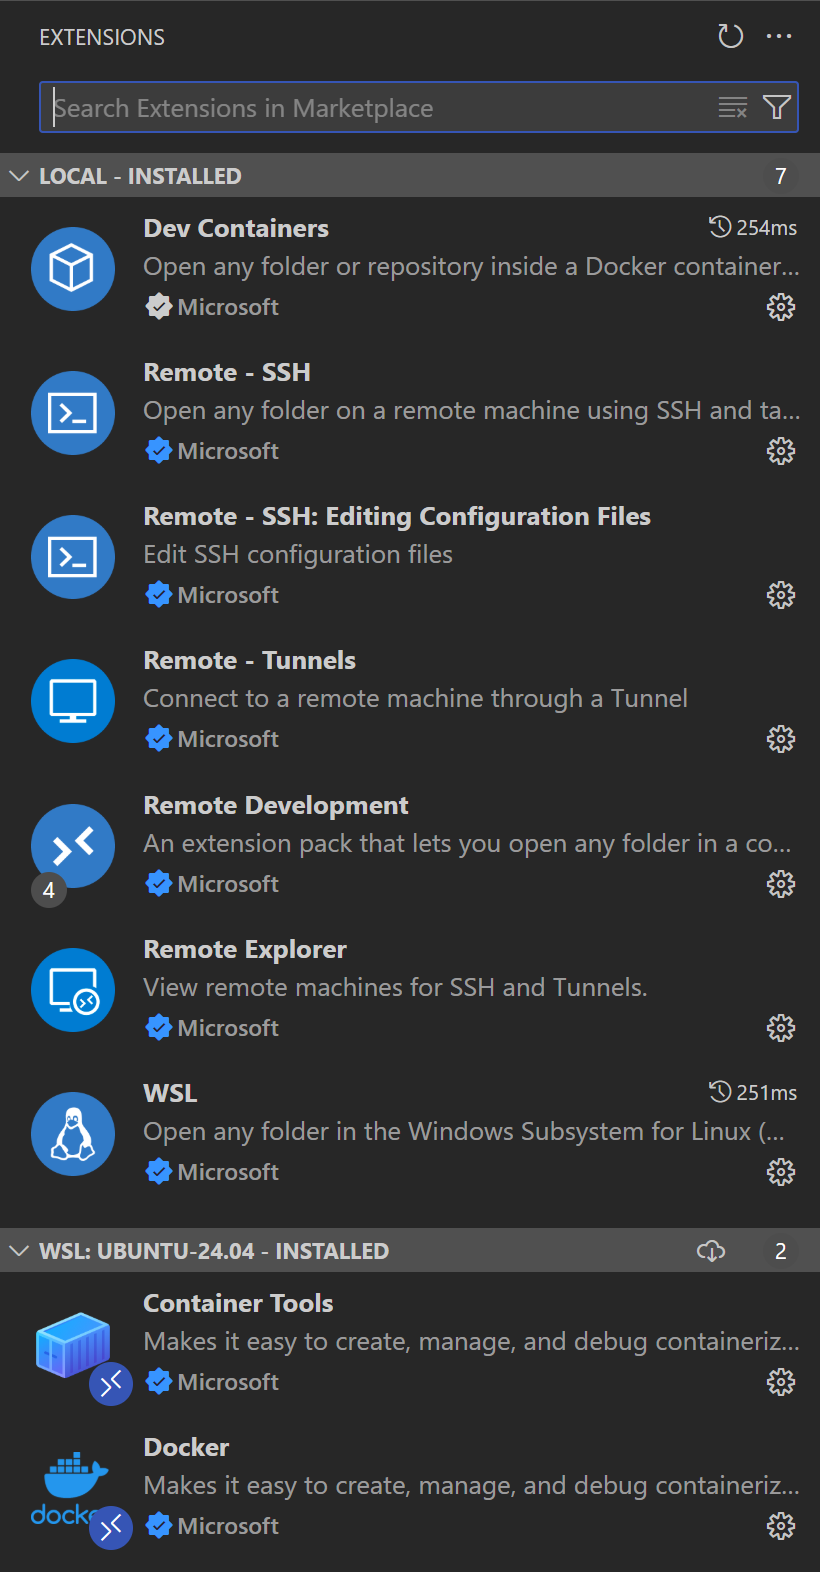 EXTENSIONS
Search Extensions in Marketplace
LOCAL - INSTALLED 7
Dev Containers 254ms
Open any folder or repository inside a Docker container...
Microsoft
Remote - SSH
Open any folder on a remote machine using SSH and ta...
Microsoft
Remote - SSH: Editing Configuration Files
Edit SSH configuration files
Microsoft
Remote - Tunnels
Connect to a remote machine through a Tunnel
Microsoft
Remote Development
An extension pack that lets you open any folder in a co...
4 Microsoft
Remote Explorer
View remote machines for SSH and Tunnels.
Microsoft
WSL 251ms
Open any folder in the Windows Subsystem for Linux (...
Microsoft
WSL: UBUNTU-24.04 - INSTALLED 2
Container Tools
Makes it easy to create, manage, and debug containeriz...
Microsoft
Docker
Makes it easy to create, manage, and debug containeriz...
docke Microsoft